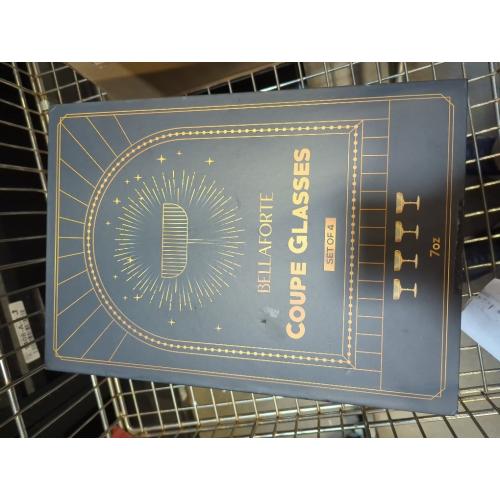 BELLAFORTE
COUPE GLASSES
SET OF 4
7oz